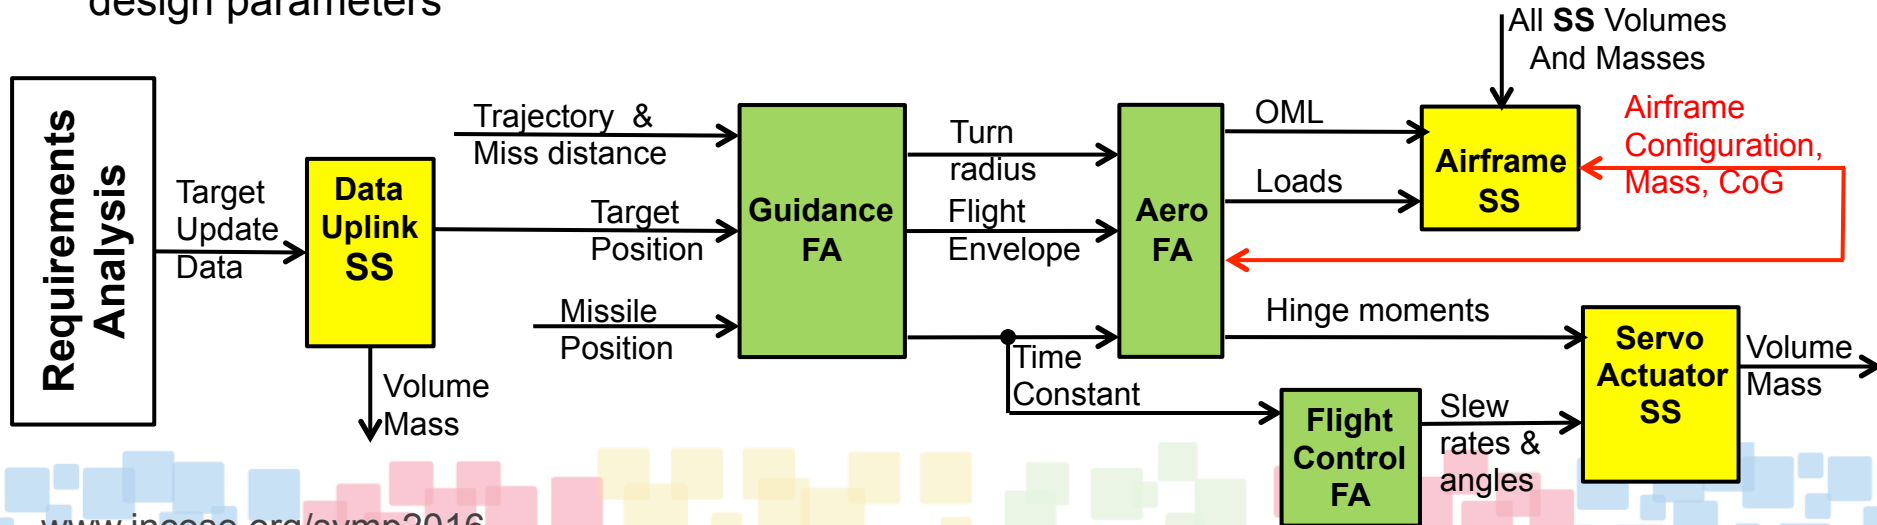 design parameters
All SS Volumes
And Masses
Requirements
Analysis
Target
Update
Data
Data
Uplink
SS
Volume
Mass
Trajectory &
Miss distance
Target
Position
Missile
Position
Guidance
FA
Turn
radius
Flight
Envelope
Time
Constant
Aero
FA
OML
Loads
Airframe
SS
Airframe
Configuration,
Mass, CoG
Hinge moments
Flight
Control
FA
Slew
rates &
angles
Servo
Actuator
SS
Volume
Mass
www.incose.org/symp2016